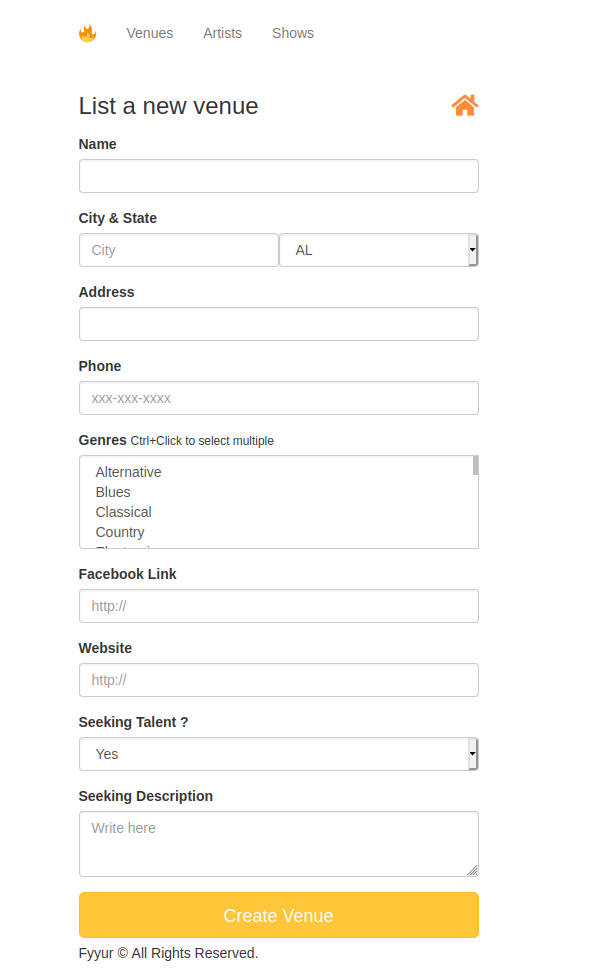 Venues Artists Shows
List a new venue
Name
City & State
City AL
Address
Phone
xxx-xxx-xxxx
Genres Ctrl+Click to select multiple
Alternative
Blues
Classical
Country
Facebook Link
http://
Website
http://
Seeking Talent ?
Yes
Seeking Description
Write here
Create Venue
Fyyur © All Rights Reserved.